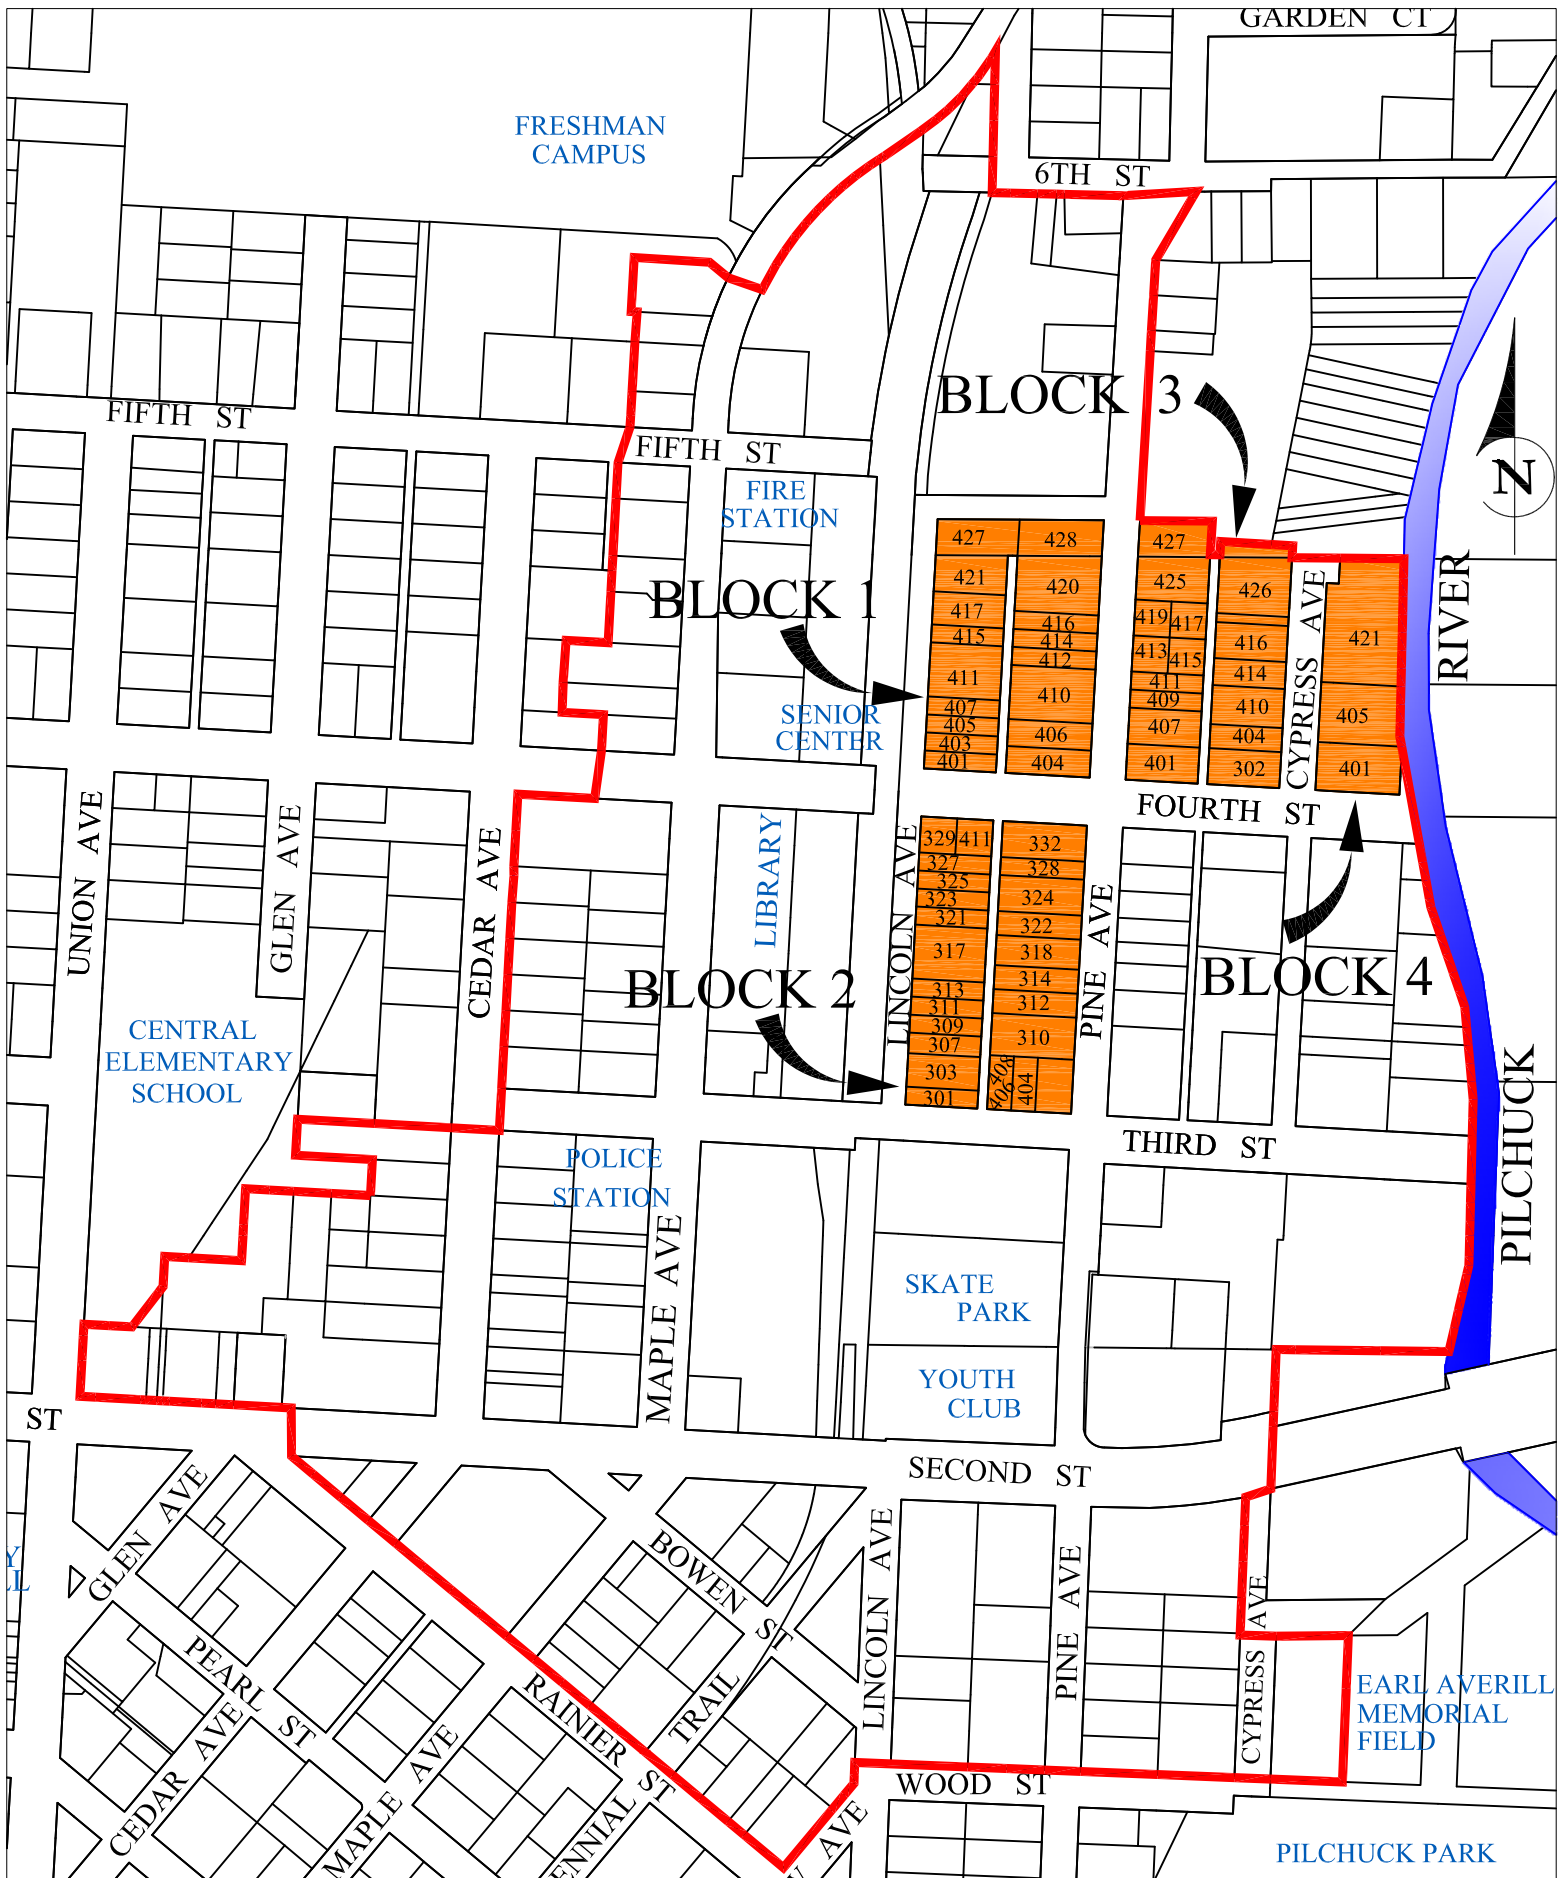 GARDEN CT
FRESHMAN
CAMPUS
6TH ST
BLOCK 3
FIFTH ST
FIFTH ST
FIRE
STATION
N
427
428
427
421
420
425
426
BLOCK 1
417
416
419
417
416
421
415
414
413
415
412
414
411
410
411
409
410
405
407
407
405
406
404
403
401
404
401
302
401
SENIOR
CENTER
CYPRESS AVE
RIVER
FOURTH ST
UNION AVE
GLEN AVE
CEDAR AVE
LIBRARY
LINCOLN AVE
PINE AVE
329
411
332
327
328
325
324
323
321
322
317
318
314
313
312
311
309
310
307
303
408
406
404
301
BLOCK 2
BLOCK 4
CENTRAL
ELEMENTARY
SCHOOL
PILCHUCK
THIRD ST
POLICE
STATION
MAPLE AVE
SKATE
PARK
YOUTH
CLUB
ST
SECOND ST
GLEN AVE
BOWEN ST
LINCOLN AVE
PINE AVE
CYPRESS AVE
Y
LL
PEARL ST
RAINIER ST
TRAIL
EARL AVERILL
MEMORIAL
FIELD
CEDAR AVE
MAPLE AVE
ENNIAL
AVE
WOOD ST
PILCHUCK PARK